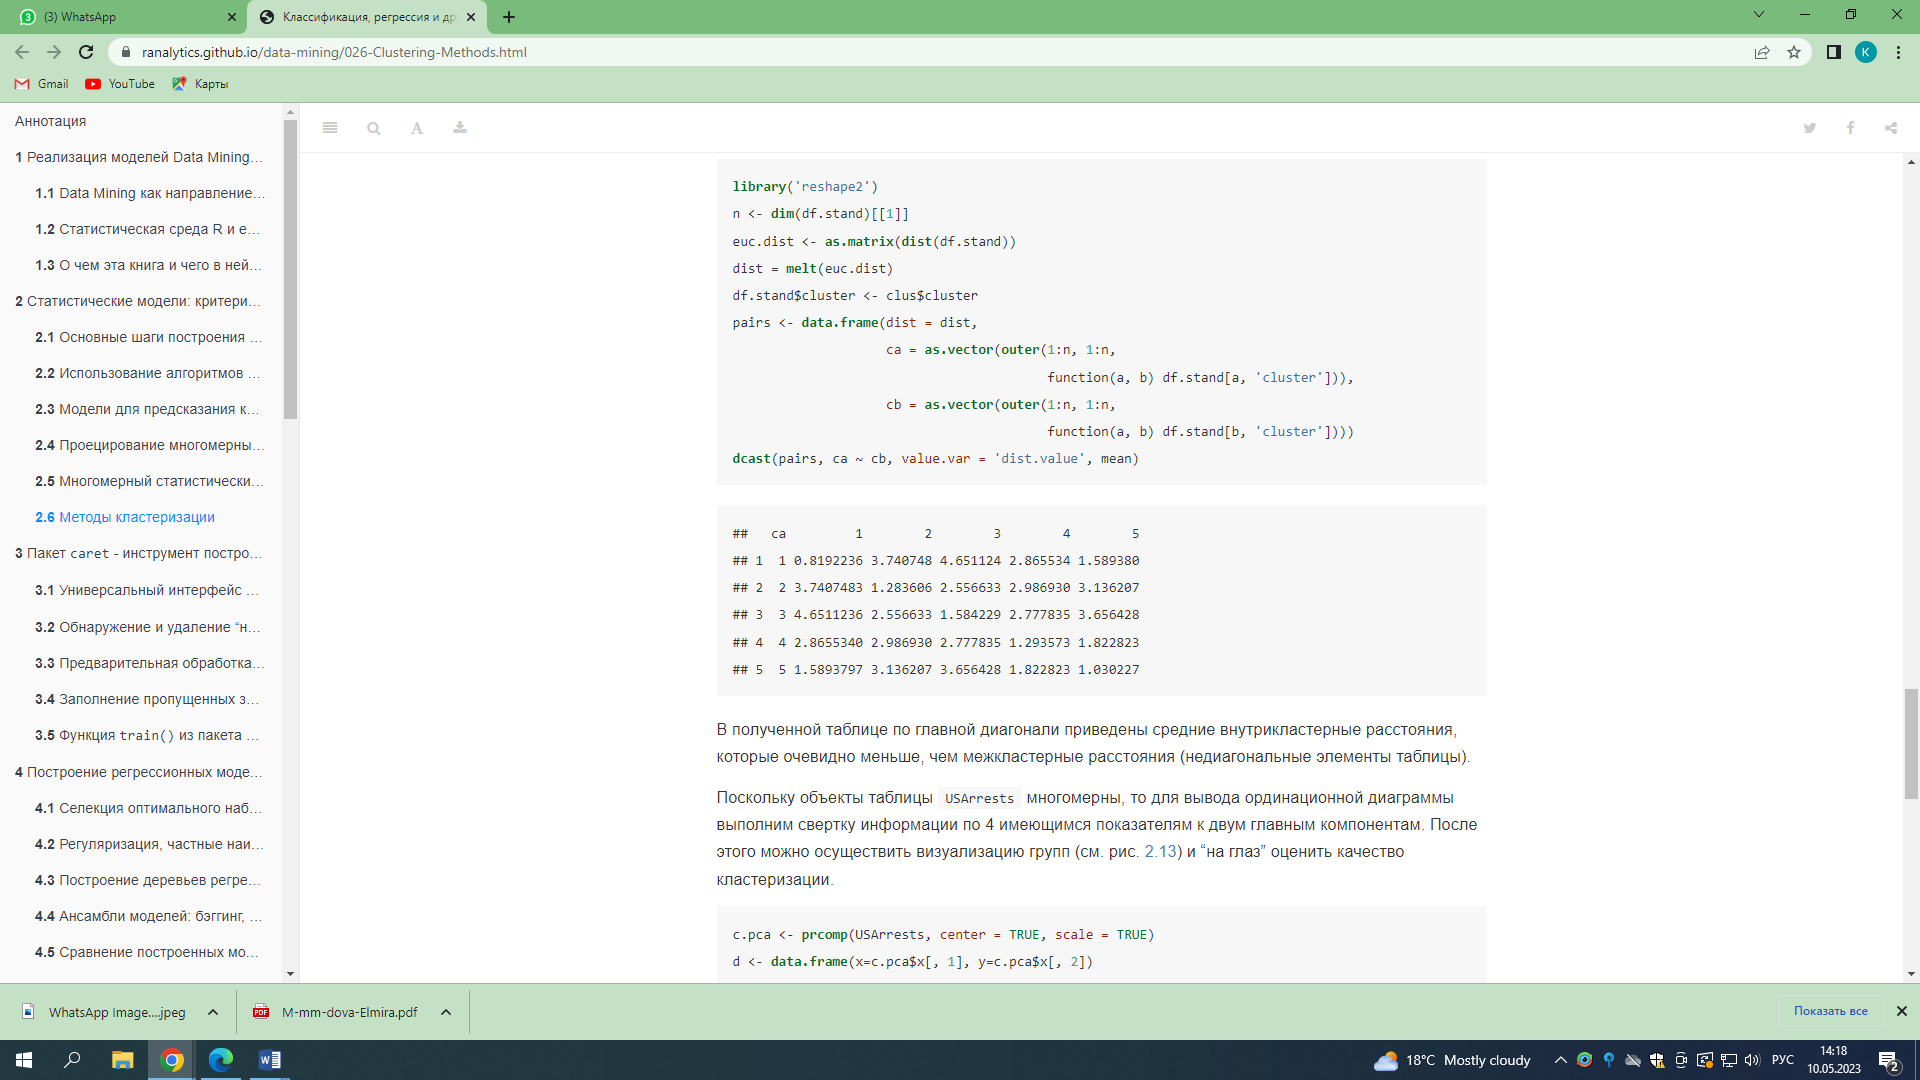 (3) WhatsApp
Классификация, регрессия и др
ranalytics.github.io/data-mining/026-Clustering-Methods.html
K
Gmail YouTube Карты
Аннотация
1 Реализация моделей Data Mining…
1.1 Data Mining как направление…
1.2 Статистическая среда R и е…
1.3 О чем эта книга и чего в ней…
2 Статистические модели: критери…
2.1 Основные шаги построения …
2.2 Использование алгоритмов …
2.3 Модели для предсказания к…
2.4 Проецирование многомерны…
2.5 Многомерный статистически…
2.6 Методы кластеризации
3 Пакет caret - инструмент постро…
3.1 Универсальный интерфейс …
3.2 Обнаружение и удаление “н…
3.3 Предварительная обработка…
3.4 Заполнение пропущенных з…
3.5 Функция train() из пакета …
4 Построение регрессионных моде…
4.1 Селекция оптимального наб…
4.2 Регуляризация, частные наи…
4.3 Построение деревьев регре…
4.4 Ансамбли моделей: бэггинг, …
4.5 Сравнение построенных мо…
library('reshape2')
n <- dim(df.stand)[[1]]
euc.dist <- as.matrix(dist(df.stand))
dist = melt(euc.dist)
df.stand$cluster <- clus$cluster
pairs <- data.frame(dist = dist,
ca = as.vector(outer(1:n, 1:n,
function(a, b) df.stand[a, 'cluster'])),
cb = as.vector(outer(1:n, 1:n,
function(a, b) df.stand[b, 'cluster'])))
dcast(pairs, ca ~ cb, value.var = 'dist.value', mean)
##   ca         1        2        3        4        5
## 1  1 0.8192236 3.740748 4.651124 2.865534 1.589380
## 2  2 3.7407483 1.283606 2.556633 2.986930 3.136207
## 3  3 4.6511236 2.556633 1.584229 2.777835 3.656428
## 4  4 2.8655340 2.986930 2.777835 1.293573 1.822823
## 5  5 1.5893797 3.136207 3.656428 1.822823 1.030227
В полученной таблице по главной диагонали приведены средние внутрикластерные расстояния,
которые очевидно меньше, чем межкластерные расстояния (недиагональные элементы таблицы).
Поскольку объекты таблицы USArrests многомерны, то для вывода ординационной диаграммы
выполним свертку информации по 4 имеющимся показателям к двум главным компонентам. После
этого можно осуществить визуализацию групп (см. рис. 2.13) и “на глаз” оценить качество
кластеризации.
c.pca <- prcomp(USArrests, center = TRUE, scale = TRUE)
d <- data.frame(x=c.pca$x[, 1], y=c.pca$x[, 2])
WhatsApp Image....jpeg
M-mm-dova-Elmira.pdf
Показать все
18°C Mostly cloudy
РУС
14:18
10.05.2023
2